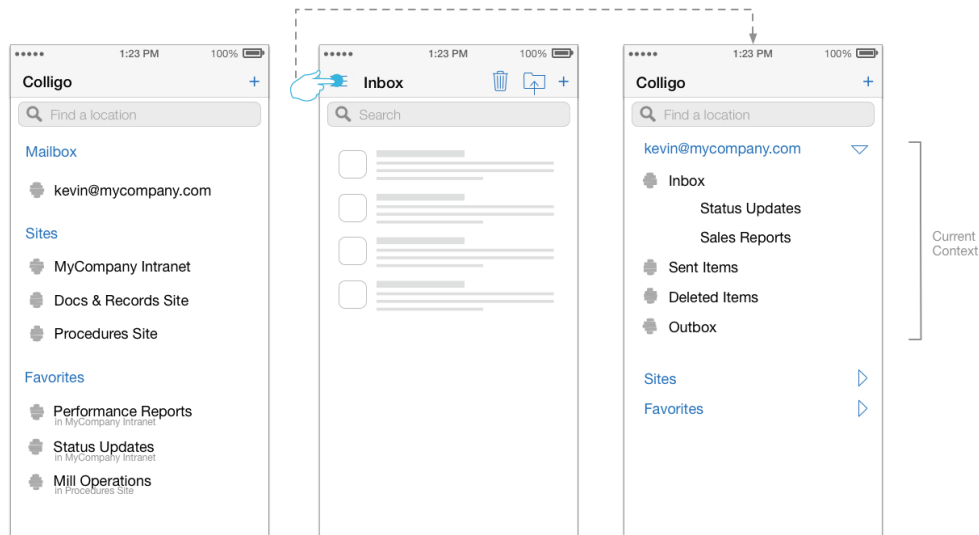 1:23 PM 100%
Colligo +
Find a location
Mailbox
kevin@mycompany.com
Sites
MyCompany Intranet
Docs & Records Site
Procedures Site
Favorites
Performance Reports
in MyCompany Intranet
Status Updates
in MyCompany Intranet
Mill Operations
in Procedures Site
1:23 PM 100%
Inbox +
Search
1:23 PM 100%
Colligo +
Find a location
kevin@mycompany.com
Inbox
Status Updates
Sales Reports
Sent Items
Deleted Items
Outbox
Sites
Favorites
Current
Context